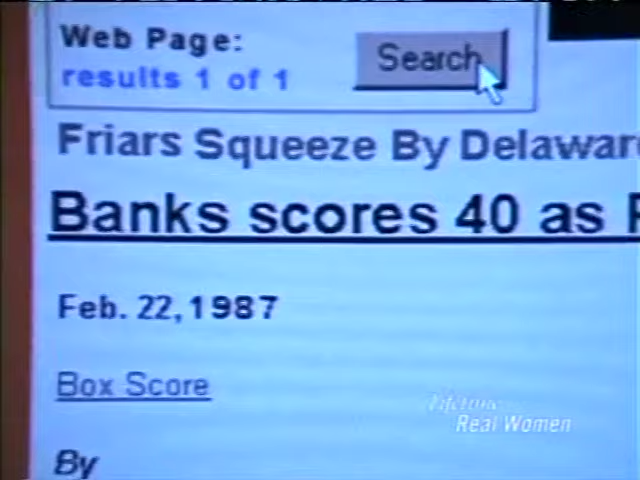 Web Page:
results 1 of 1
Search
Friars Squeeze By Delawar
Banks scores 40 as
Feb. 22, 1987
Box Score
Lifetime
Real Women
By